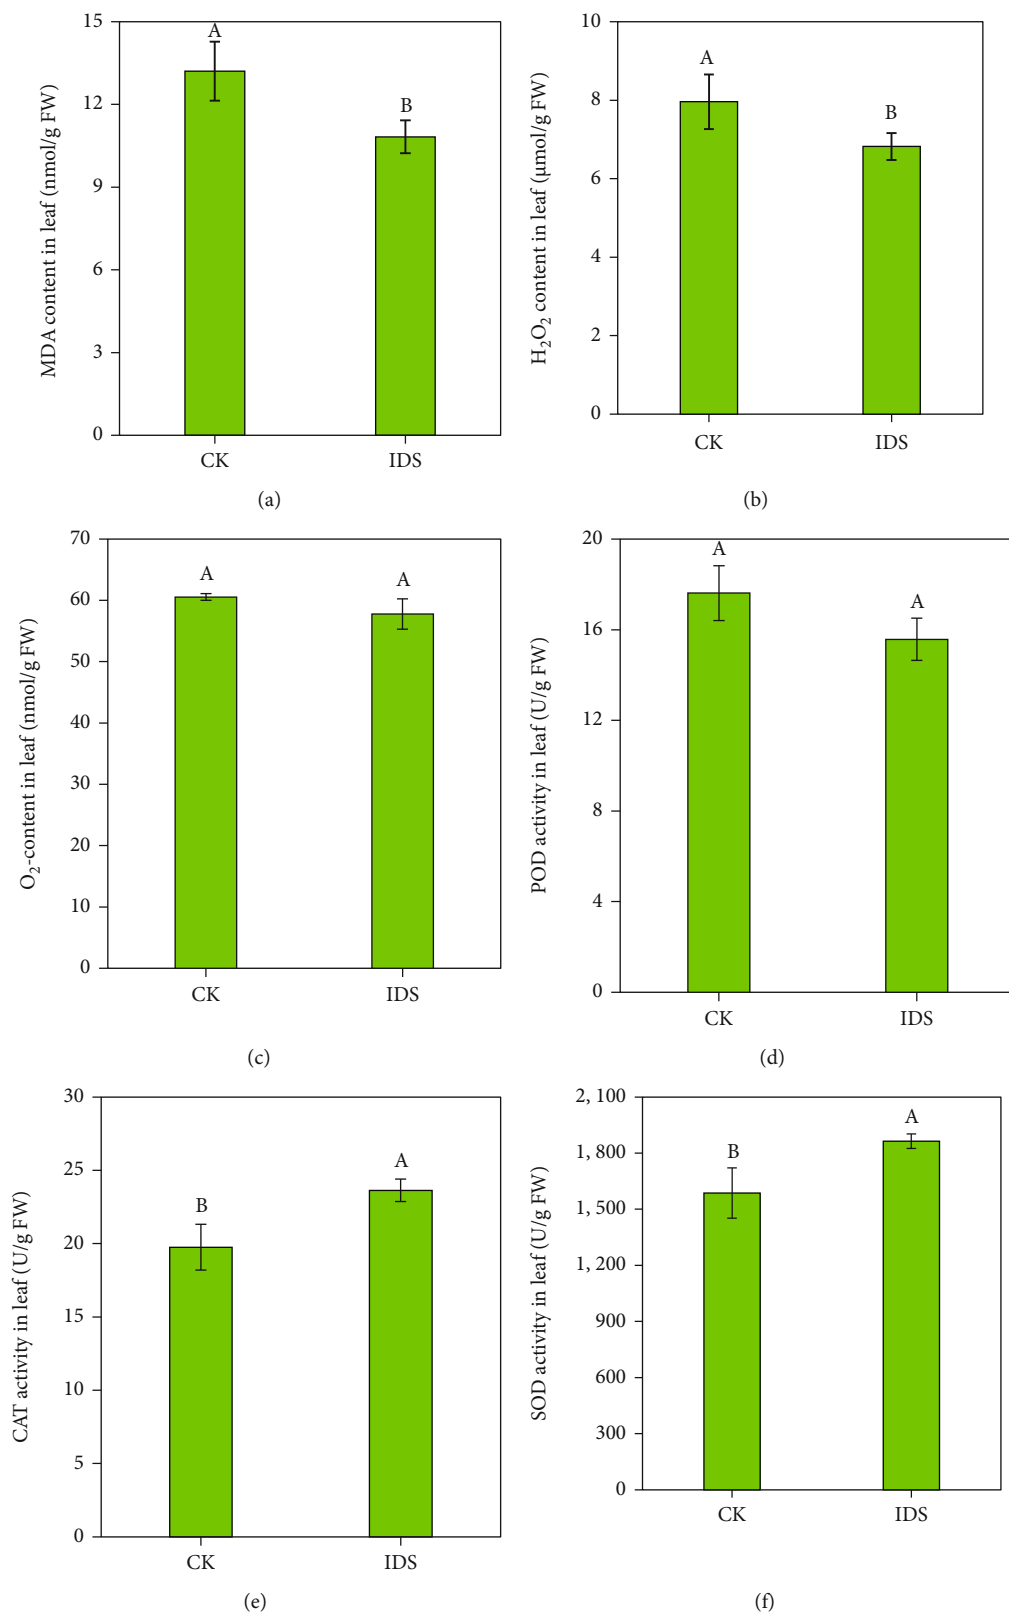 MDA content in leaf (nmol/g FW)
15
12
9
6
3
0
A
B
CK
IDS
(a)
H₂O₂ content in leaf (μmol/g FW)
10
8
6
4
2
0
A
B
CK
IDS
(b)
O₂-content in leaf (nmol/g FW)
70
60
50
40
30
20
10
0
A
A
CK
IDS
(c)
POD activity in leaf (U/g FW)
20
16
12
8
4
0
A
A
CK
IDS
(d)
CAT activity in leaf (U/g FW)
30
25
20
15
10
5
0
B
A
CK
IDS
(e)
SOD activity in leaf (U/g FW)
2, 100
1, 800
1, 500
1, 100
900
600
300
0
B
A
CK
IDS
(f)